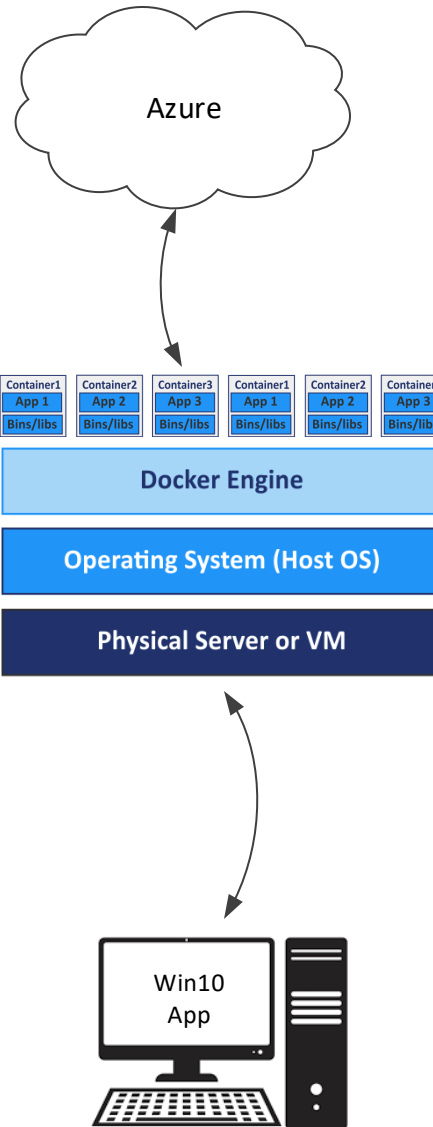 Azure
Container1 Container2 Container3 Container1 Container2 Container
App 1 App 2 App 3 App 1 App 2 App 3
Bins/libs Bins/libs Bins/libs Bins/libs Bins/libs Bins/lib
Docker Engine
Operating System (Host OS)
Physical Server or VM
Win10
App